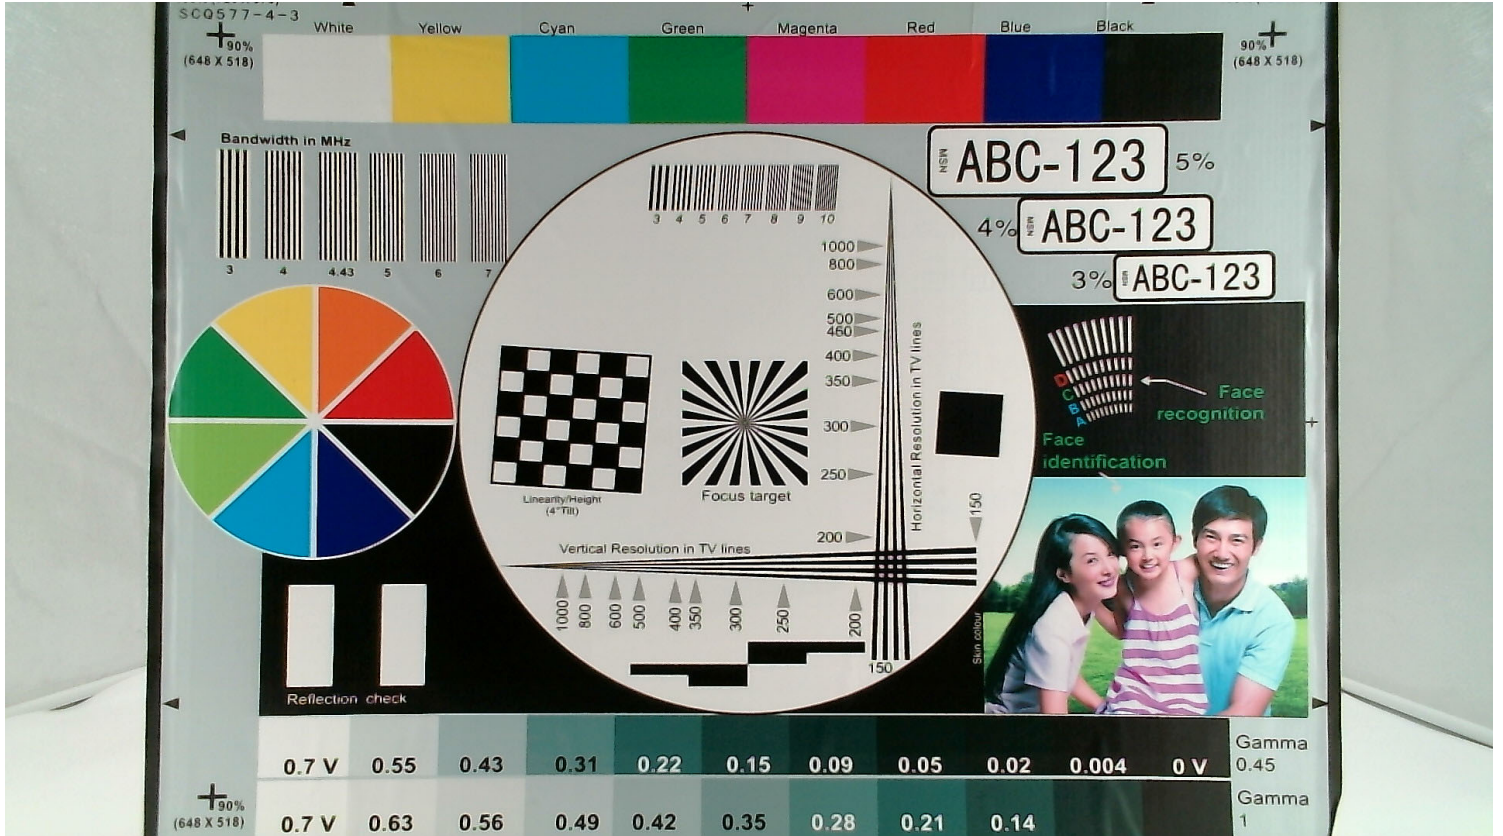 SCQ577-4-3
White Yellow Cyan Green Magenta Red Blue Black
90%
(648 X 518)
90%
(648 X 518)
Bandwidth in MHz
3 4 4.43 5 6 7
3 4 5 6 7 8 9 10
MSN ABC-123 5%
4% MSN ABC-123
3% MSN ABC-123
1000
800
600
500
460
400
350
300
250
200
Horizontal Resolution in TV lines
150
Linearity/Height
(4°Tilt)
Focus target
D
C
B
A
Face
recognition
Face
identification
Vertical Resolution in TV lines
1000 800 600 500 400 350 300 250 200
150
Skin colour
Reflection check
0.7 V 0.55 0.43 0.31 0.22 0.15 0.09 0.05 0.02 0.004 0 V
Gamma
0.45
90%
(648 X 518)
0.7 V 0.63 0.56 0.49 0.42 0.35 0.28 0.21 0.14
Gamma
1